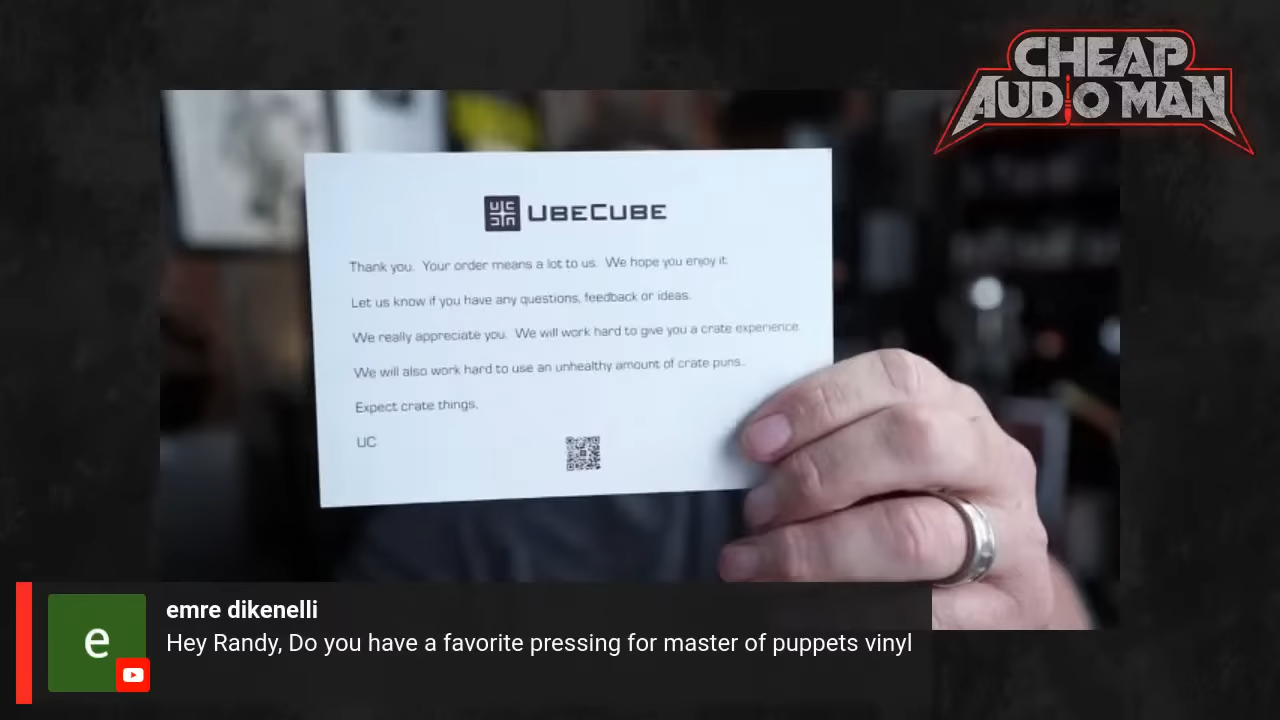 CHEAP
AUDIO MAN
UC
UBECUBE
Thank you. Your order means a lot to us. We hope you enjoy it.
Let us know if you have any questions, feedback or ideas.
We really appreciate you. We will work hard to give you a crate experience.
We will also work hard to use an unhealthy amount of crate puns..
Expect crate things.
UC
e
emre dikenelli
Hey Randy, Do you have a favorite pressing for master of puppets vinyl